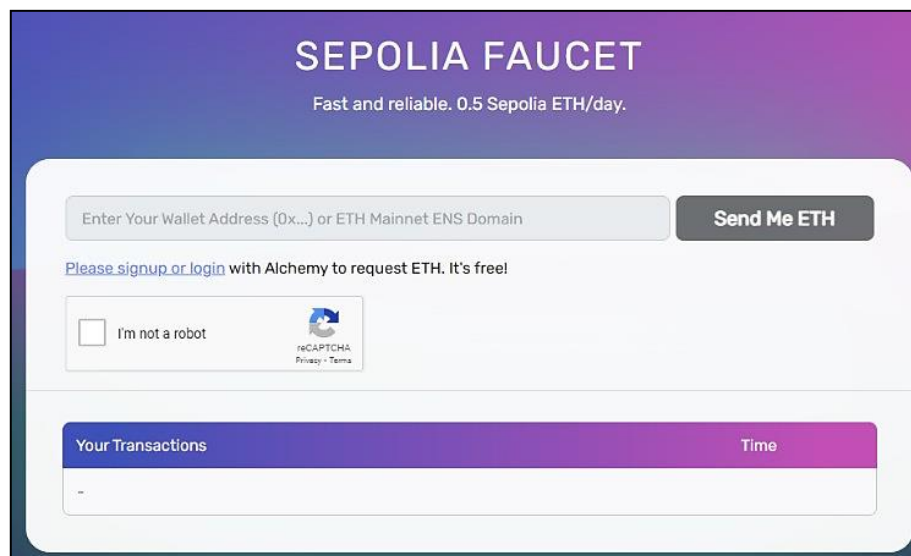 SEPOLIA FAUCET
Fast and reliable. 0.5 Sepolia ETH/day.
Enter Your Wallet Address (0x...) or ETH Mainnet ENS Domain
Send Me ETH
Please signup or login with Alchemy to request ETH. It's free!
I'm not a robot
reCAPTCHA
Privacy - Terms
Your Transactions Time
-